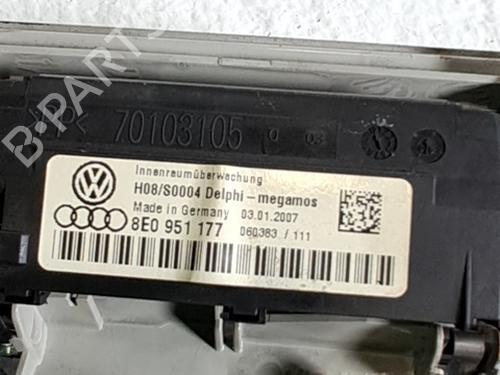 B-PARTS
70103105
Innenraumüberwachung
H08/S0004 Delphi-megamos
Made in Germany 03.01.2007
8E0 951 177 060383 / 111